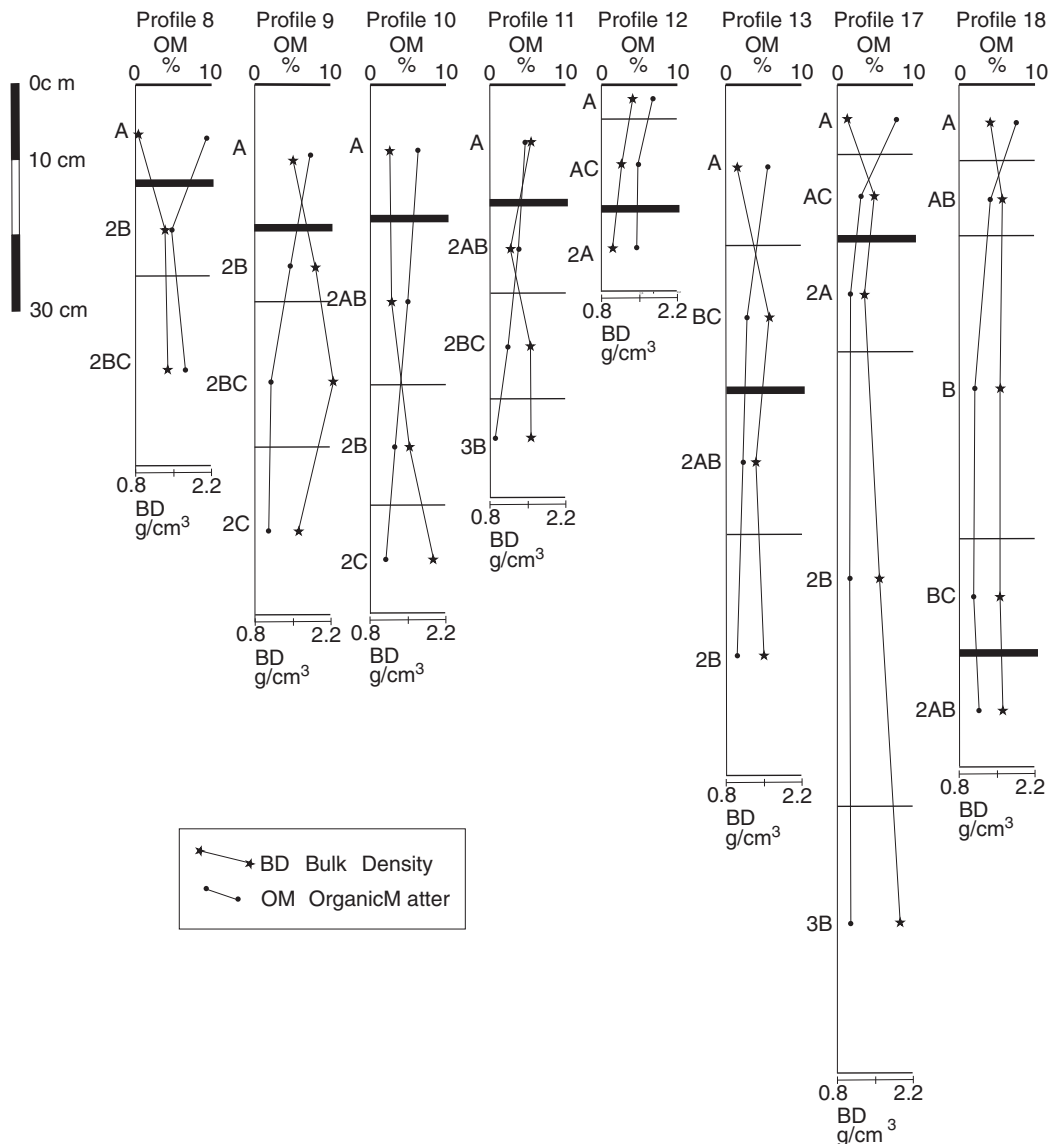 Profile 8 Profile 9 Profile 10 Profile 11 Profile 12 Profile 13 Profile 17 Profile 18
OM OM OM OM OM OM OM OM
% % % % % % % %
0 10 0 10 0 10 0 10 0 10 0 10 0 10 0 10
0c m
10 cm
30 cm
A
2B
2BC
0.8 2.2
BD
g/cm3
A
2B
2BC
2C
0.8 2.2
BD
g/cm3
A
2AB
2B
2C
0.8 2.2
BD
g/cm3
A
2AB
2BC
3B
0.8 2.2
BD
g/cm3
A
AC
2A
0.8 2.2
BD
g/cm3
A
BC
2AB
2B
0.8 2.2
BD
g/cm3
A
AC
2A
2B
3B
0.8 2.2
BD
g/cm 3
A
AB
B
BC
2AB
0.8 2.2
BD
g/cm3
BD Bulk Density
OM OrganicM atter